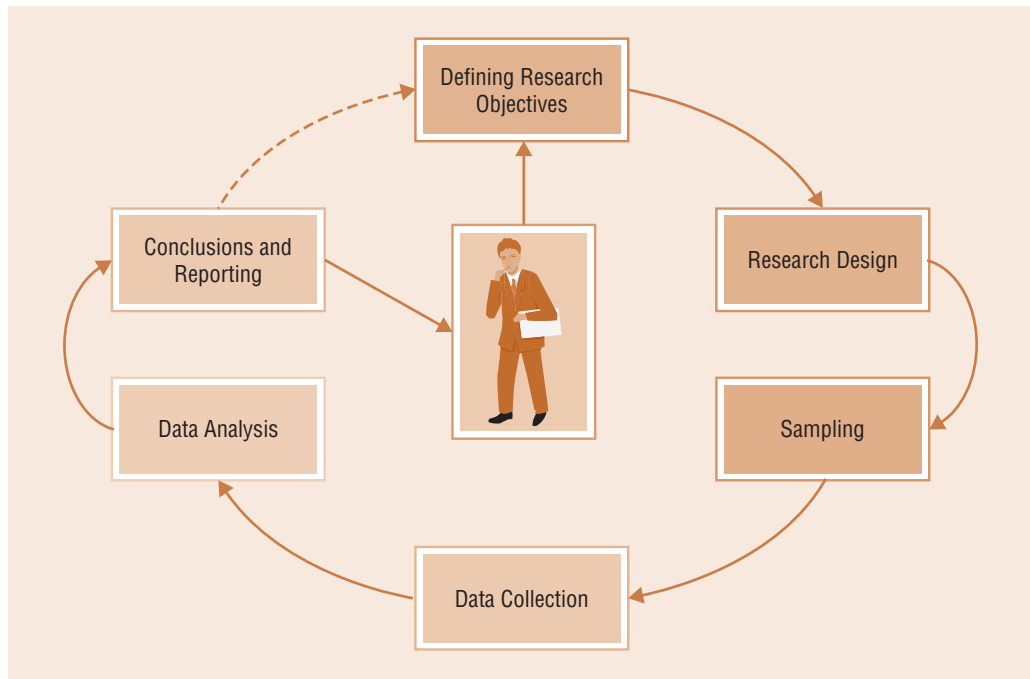 Defining Research
Objectives
Research Design
Sampling
Data Collection
Data Analysis
Conclusions and
Reporting